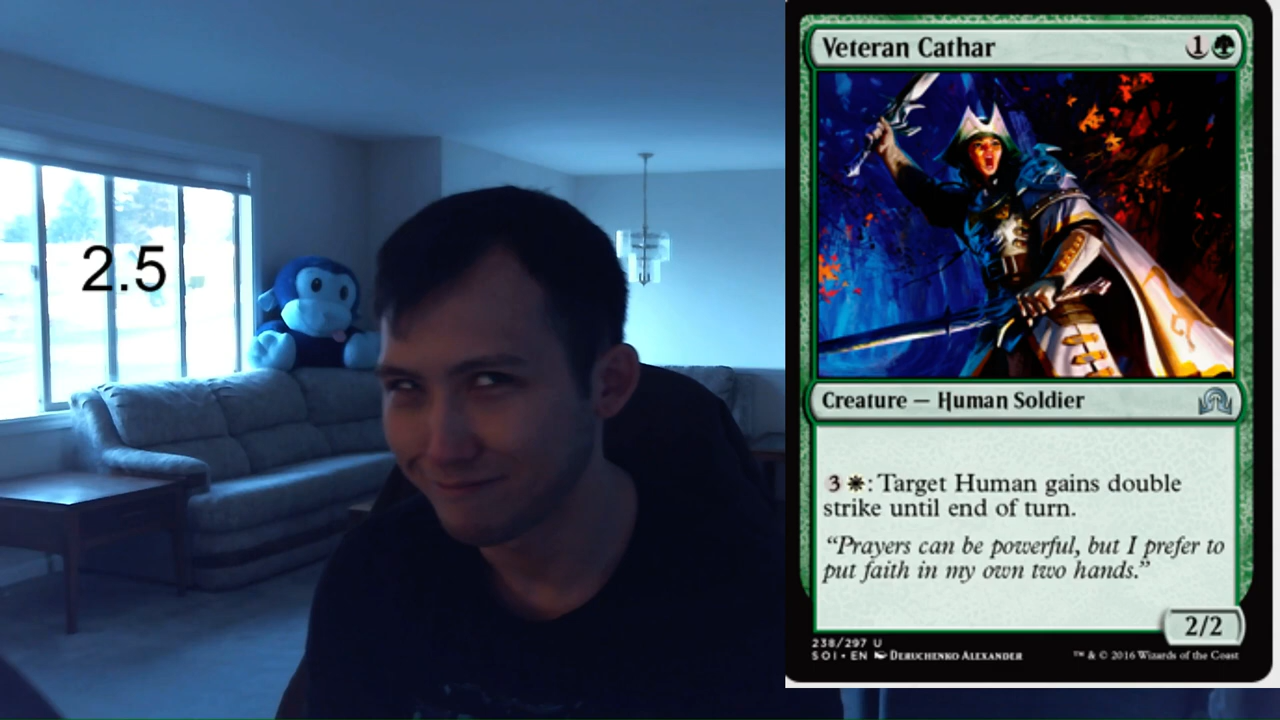 2.5
Veteran Cathar 1
Creature — Human Soldier
3 : Target Human gains double
strike until end of turn.
“Prayers can be powerful, but I prefer to
put faith in my own two hands.”
2/2
238/297 U
SOI • EN Deruchenko Alexander
™ & © 2016 Wizards of the Coast